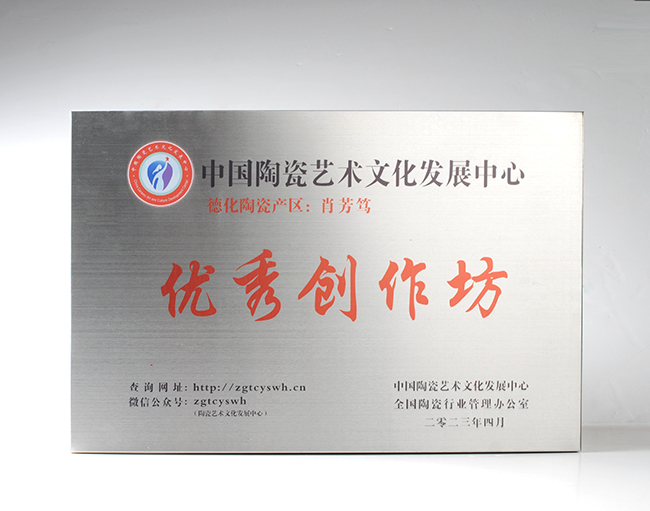 中国陶瓷艺术文化发展中心
德化陶瓷产区：肖芳笃
优秀创作坊
查询网址：http://zgtcyswh.cn
微信公众号：zgtcyswh
（陶瓷艺术文化发展中心）
中国陶瓷艺术文化发展中心
全国陶瓷行业管理办公室
二零二三年四月